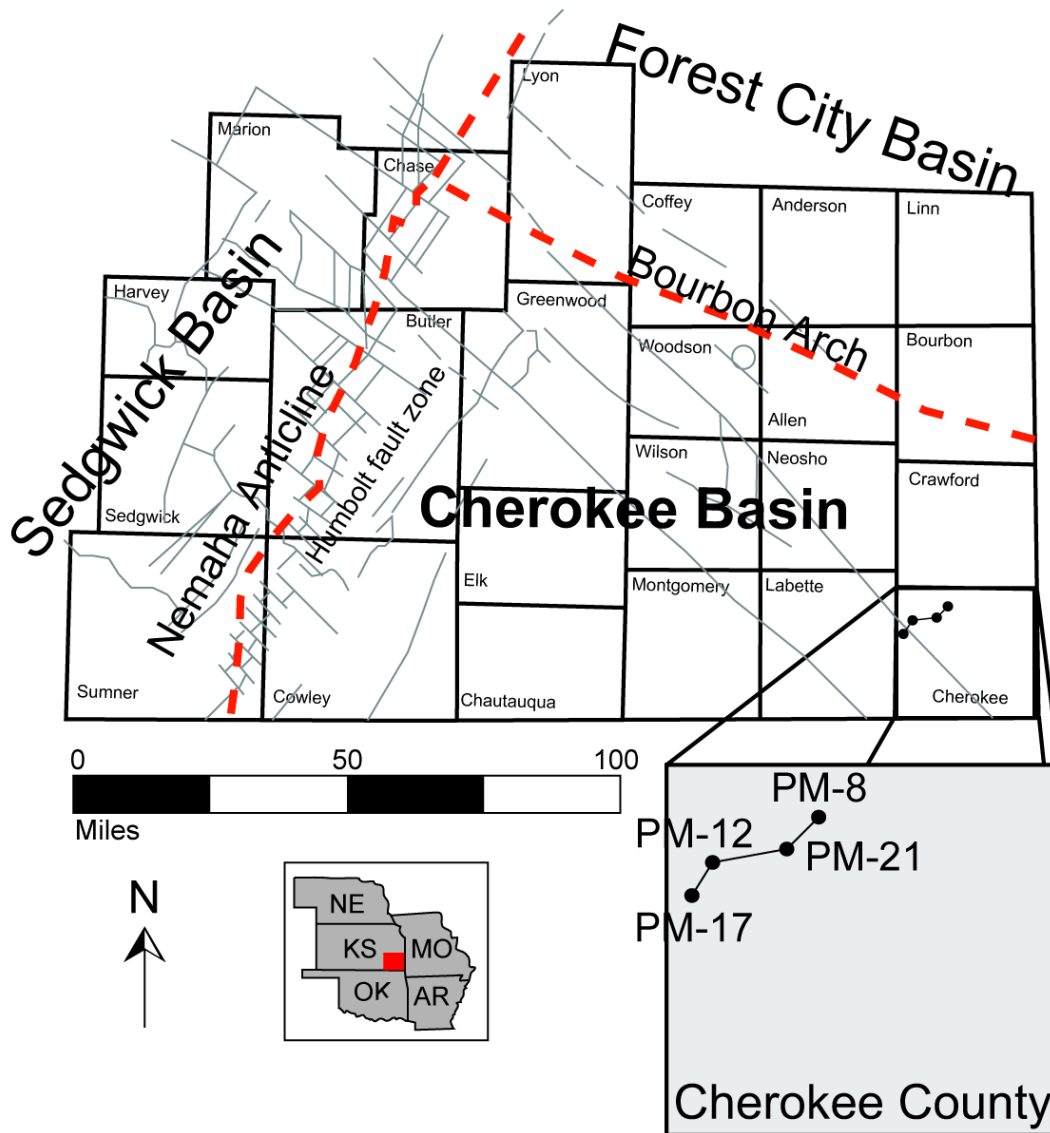 Forest City Basin
Lyon
Marion
Chase
Coffey
Anderson
Linn
Sedgwick Basin
Harvey
Butler
Greenwood
Bourbon Arch
Woodson
Bourbon
Allen
Nemaha Anticline
Humbolt fault zone
Wilson
Neosho
Crawford
Cherokee Basin
Sedgwick
Elk
Montgomery
Labette
Sumner
Cowley
Chautauqua
Cherokee
0 50 100
Miles
PM-8
PM-12
PM-21
PM-17
N
NE
KS
MO
OK
AR
Cherokee County